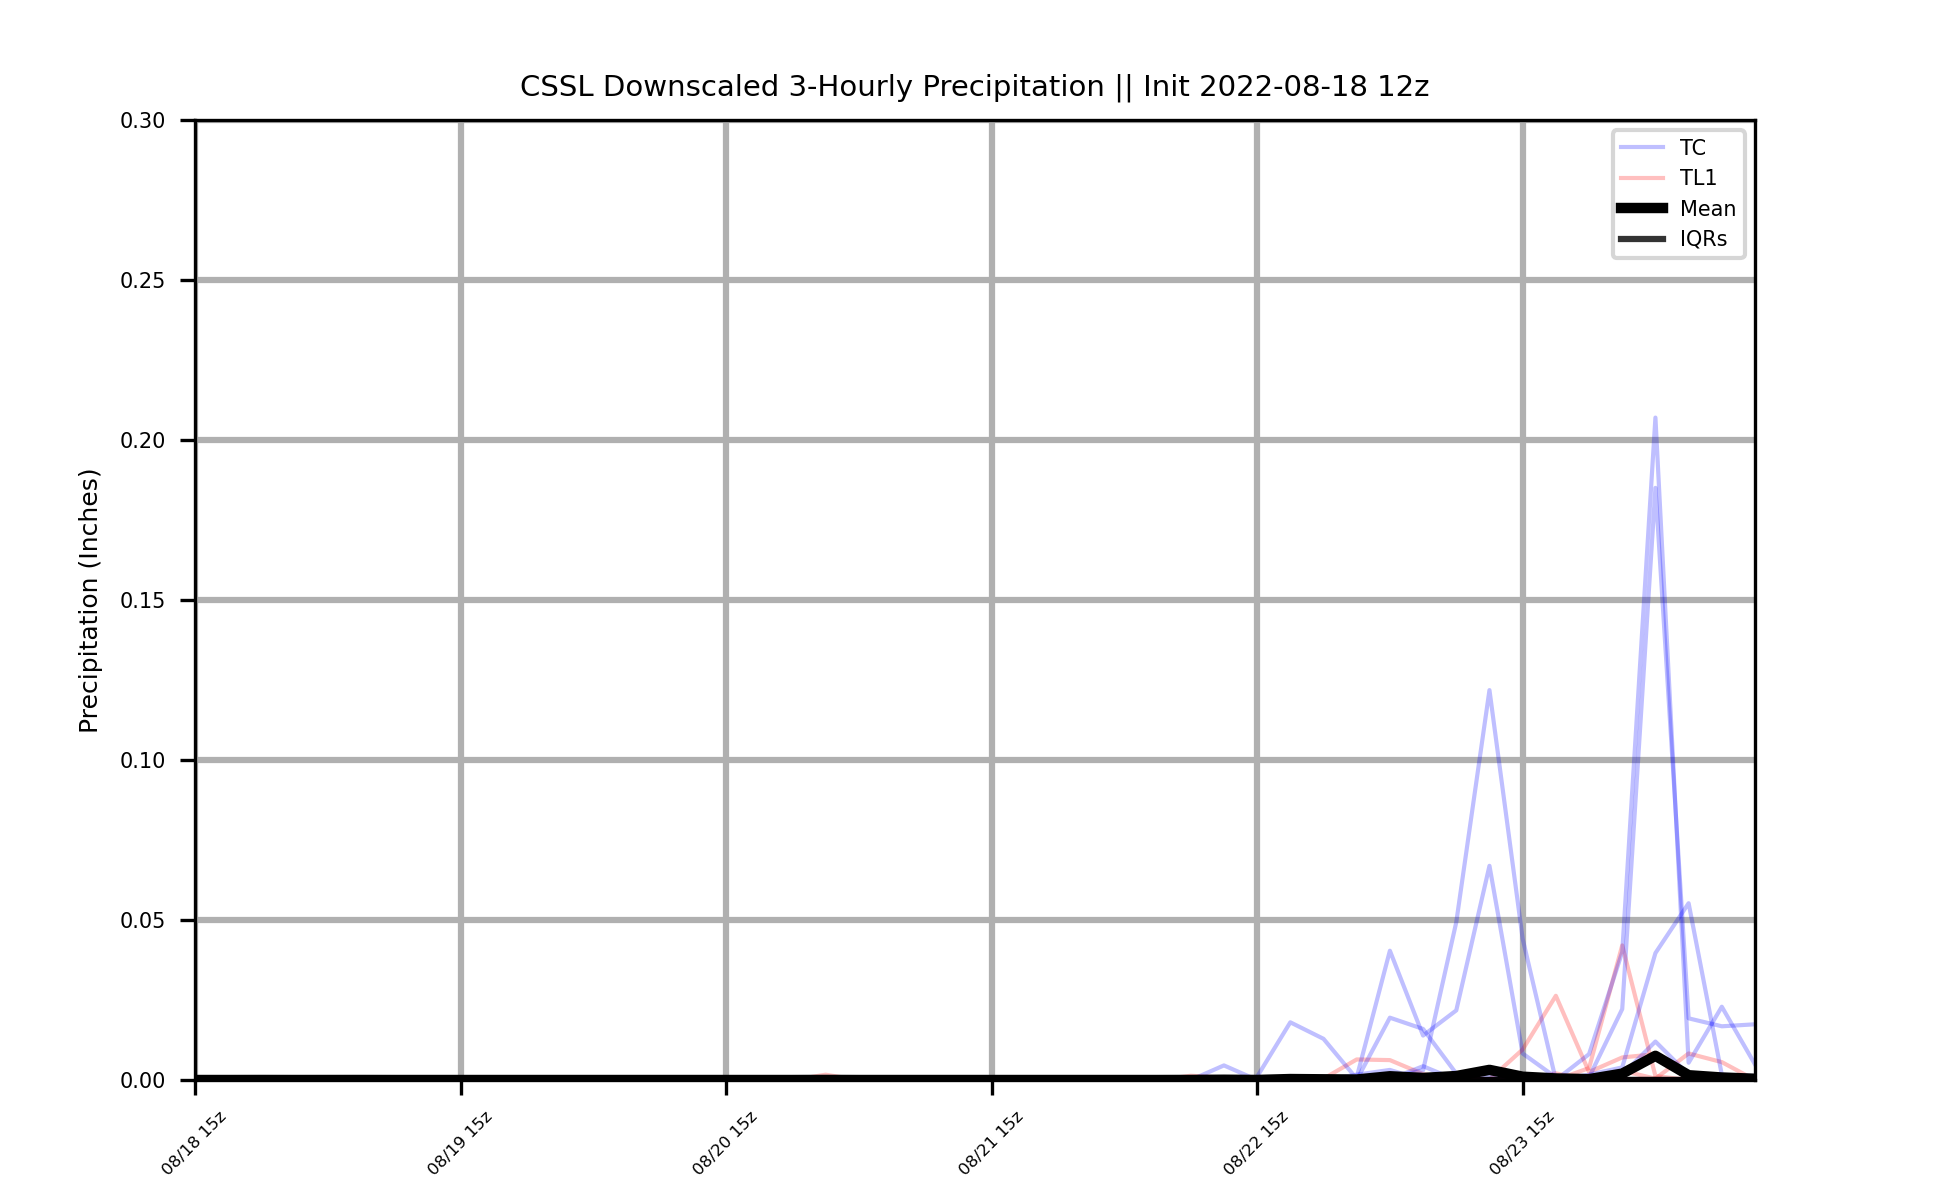 CSSL Downscaled 3-Hourly Precipitation || Init 2022-08-18 12z
TC
TL1
Mean
IQRs
Precipitation (Inches)
0.30
0.25
0.20
0.15
0.10
0.05
0.00
08/18 15z
08/19 15z
08/20 15z
08/21 15z
08/22 15z
08/23 15z